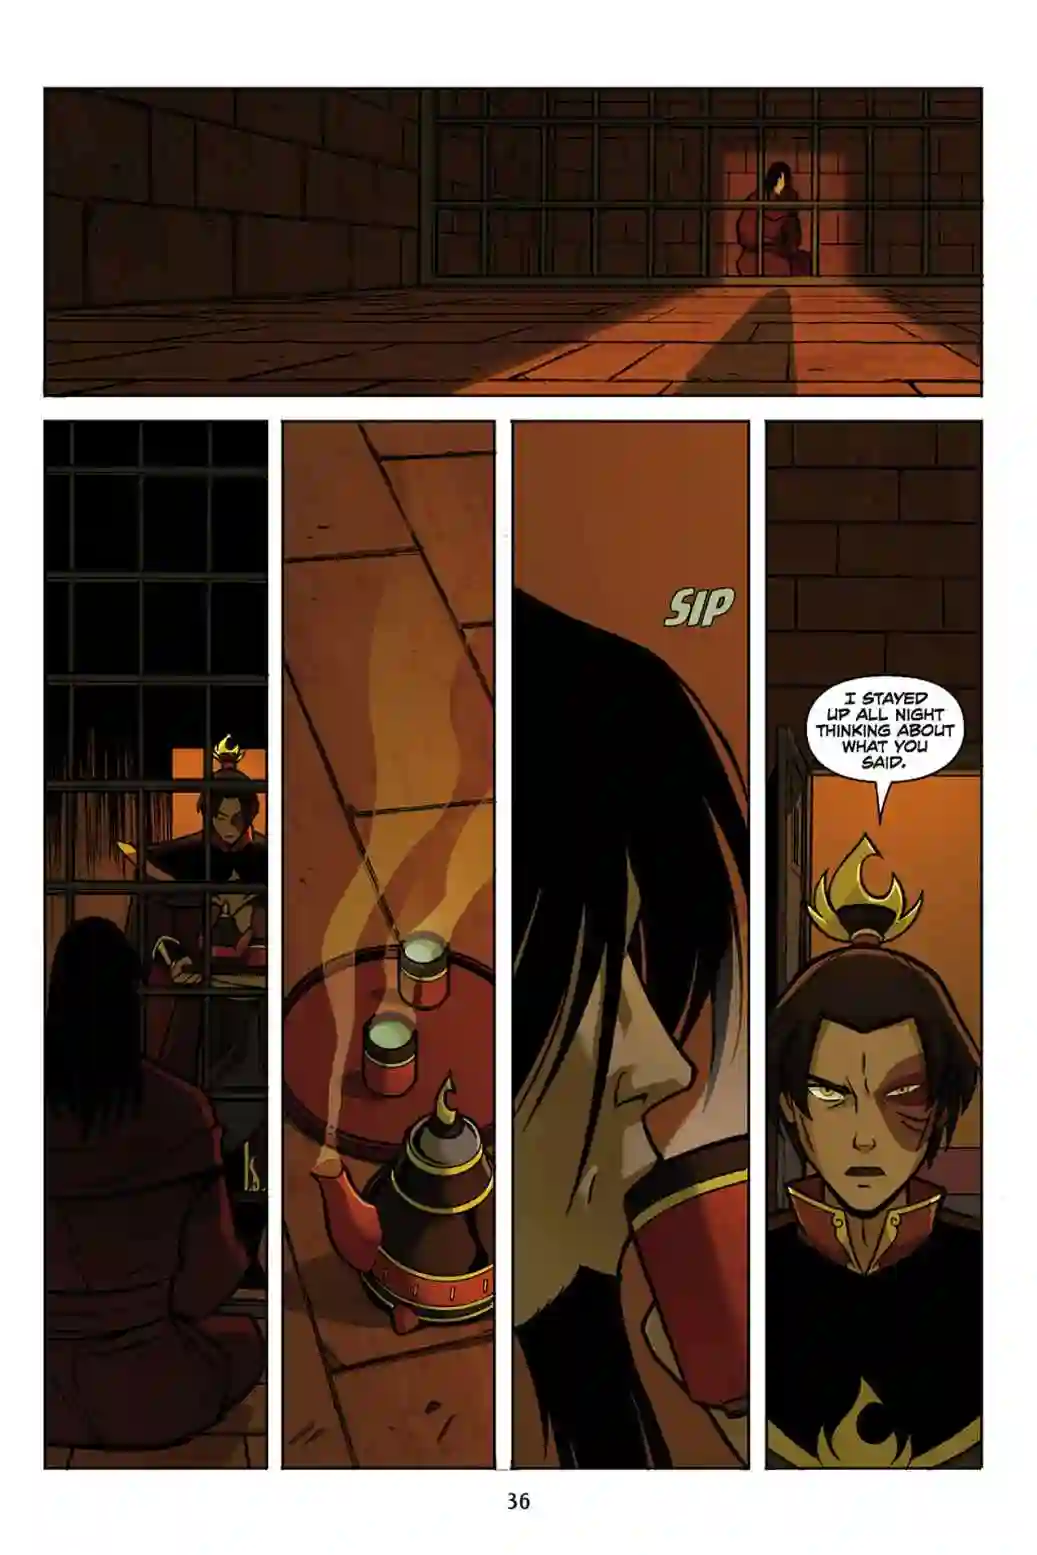 SIP
I STAYED
UP ALL NIGHT
THINKING ABOUT
WHAT YOU
SAID.
36